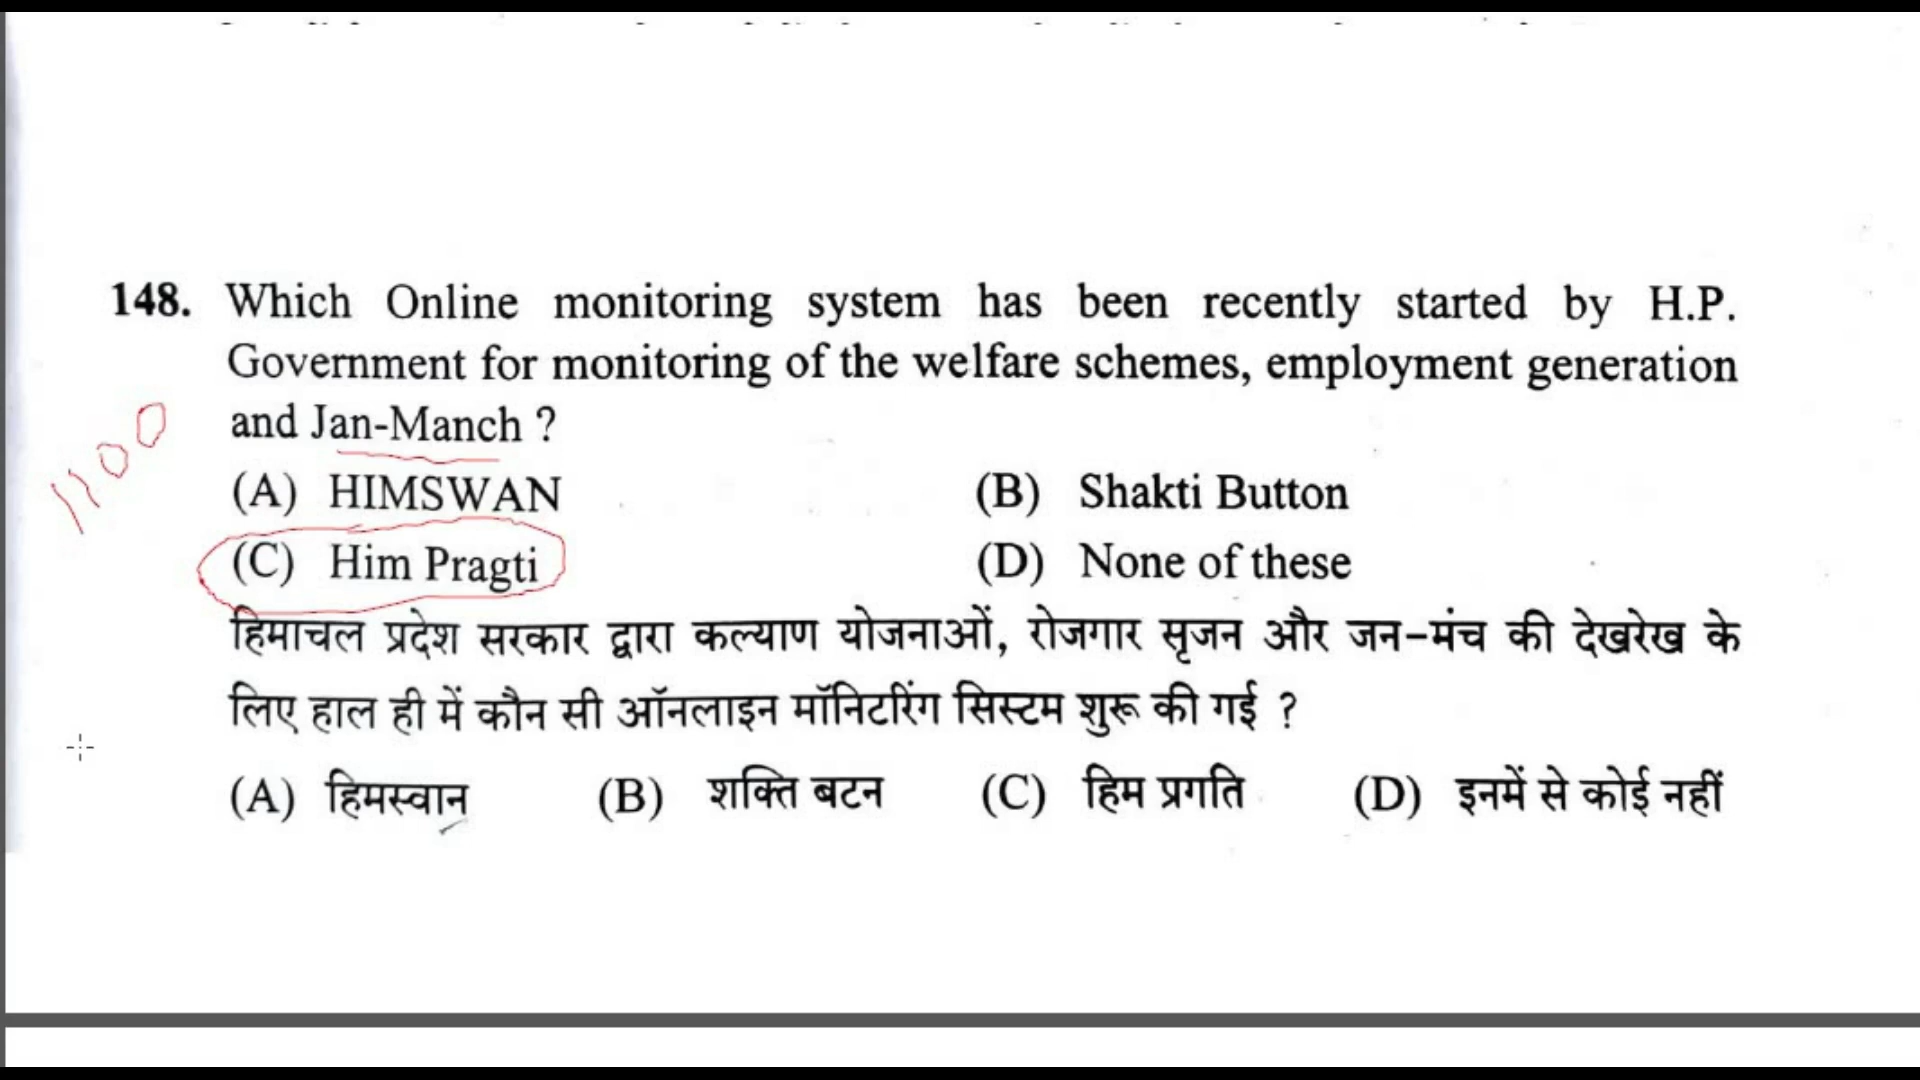 148. Which Online monitoring system has been recently started by H.P.
Government for monitoring of the welfare schemes, employment generation
and Jan-Manch ?
1100
(A) HIMSWAN (B) Shakti Button
(C) Him Pragti (D) None of these
हिमाचल प्रदेश सरकार द्वारा कल्याण योजनाओं, रोजगार सृजन और जन-मंच की देखरेख के
लिए हाल ही में कौन सी ऑनलाइन मॉनिटरिंग सिस्टम शुरू की गई ?
(A) हिमस्वान (B) शक्ति बटन (C) हिम प्रगति (D) इनमें से कोई नहीं